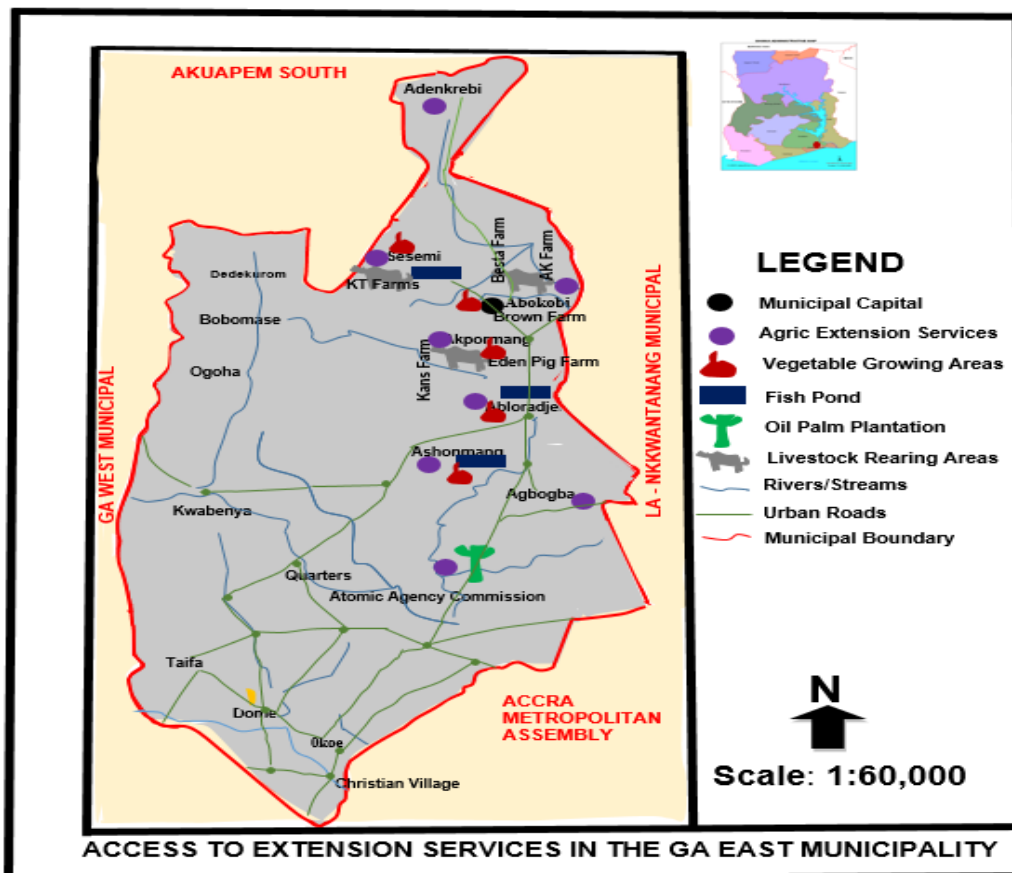 AKUAPEM SOUTH
Adenkrebi
Besta Farm
AK Farm
Sesemi
Dedekurom
KT Farms
Abokobi
Brown Farm
Bobomase
Akpormang
Eden Pig Farm
Kans Farm
Ogoha
Abloradje
GA WEST MUNICIPAL
LA - NKKWANTANANG MUNICIPAL
Ashonmang
Agbogba
Kwabenya
Quarters
Atomic Agency Commission
Taifa
Dome
ACCRA
METROPOLITAN
ASSEMBLY
Christian Village
LEGEND
Municipal Capital
Agric Extension Services
Vegetable Growing Areas
Fish Pond
Oil Palm Plantation
Livestock Rearing Areas
Rivers/Streams
Urban Roads
Municipal Boundary
N
Scale: 1:60,000
ACCESS TO EXTENSION SERVICES IN THE GA EAST MUNICIPALITY